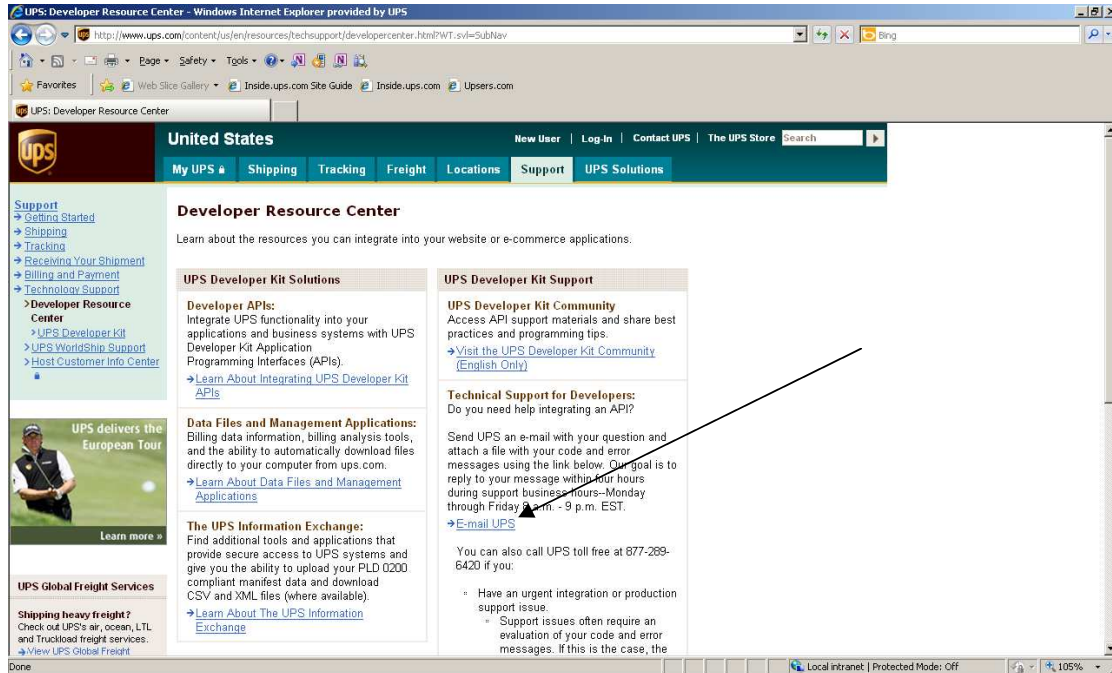 UPS: Developer Resource Center - Windows Internet Explorer provided by UPS
http://www.ups.com/content/us/en/resources/techsupport/developercenter.html?WT.svl=SubNav
Bing
Page Safety Tools
Favorites Web Slice Gallery Inside.ups.com Site Guide Inside.ups.com Upsers.com
UPS: Developer Resource Center
ups
United States
New User | Log-In | Contact UPS | The UPS Store Search
My UPS Shipping Tracking Freight Locations Support UPS Solutions
Support
Getting Started
Shipping
Tracking
Receiving Your Shipment
Billing and Payment
Technology Support
>Developer Resource
Center
>UPS Developer Kit
>UPS WorldShip Support
>Host Customer Info Center
UPS delivers the
European Tour
Learn more »
UPS Global Freight Services
Shipping heavy freight?
Check out UPS's air, ocean, LTL
and Truckload freight services.
View UPS Global Freight
Developer Resource Center
Learn about the resources you can integrate into your website or e-commerce applications.
UPS Developer Kit Solutions
Developer APIs:
Integrate UPS functionality into your
applications and business systems with UPS
Developer Kit Application
Programming Interfaces (APIs).
Learn About Integrating UPS Developer Kit
APIs
Data Files and Management Applications:
Billing data information, billing analysis tools,
and the ability to automatically download files
directly to your computer from ups.com.
Learn About Data Files and Management
Applications
The UPS Information Exchange:
Find additional tools and applications that
provide secure access to UPS systems and
give you the ability to upload your PLD 0200
compliant manifest data and download
CSV and XML files (where available).
Learn About The UPS Information
Exchange
UPS Developer Kit Support
UPS Developer Kit Community
Access API support materials and share best
practices and programming tips.
Visit the UPS Developer Kit Community
(English Only)
Technical Support for Developers:
Do you need help integrating an API?
Send UPS an e-mail with your question and
attach a file with your code and error
messages using the link below. Our goal is to
reply to your message within four hours
during support business hours--Monday
through Friday 8 a.m. - 9 p.m. EST.
E-mail UPS
You can also call UPS toll free at 877-289-
6420 if you:
Have an urgent integration or production
support issue.
Support issues often require an
evaluation of your code and error
messages. If this is the case, the
Done
Local intranet | Protected Mode: Off
105%